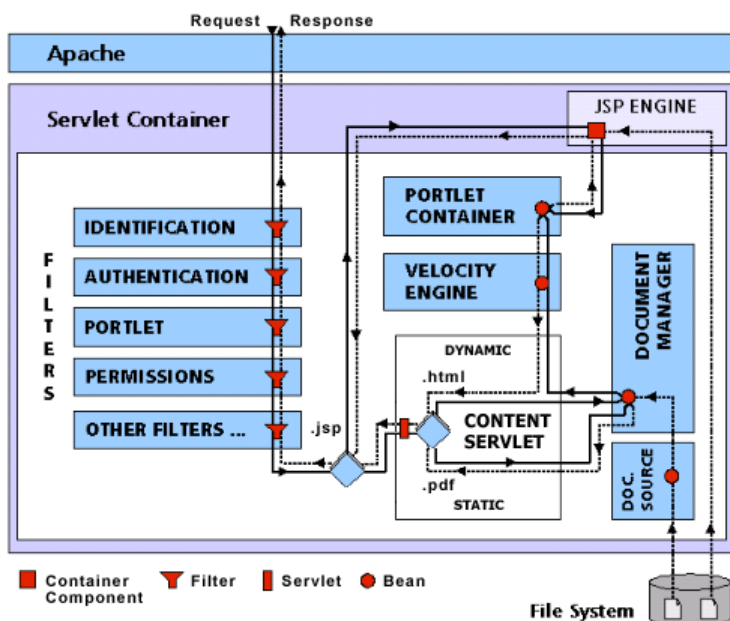 Request Response
Apache
Servlet Container
JSP ENGINE
FILTERS
IDENTIFICATION
AUTHENTICATION
PORTLET
PERMISSIONS
OTHER FILTERS ...
.jsp
PORTLET
CONTAINER
VELOCITY
ENGINE
DYNAMIC
.html
CONTENT
SERVLET
.pdf
STATIC
DOCUMENT
MANAGER
DOC.
SOURCE
Container
Component
Filter
Servlet
Bean
File System